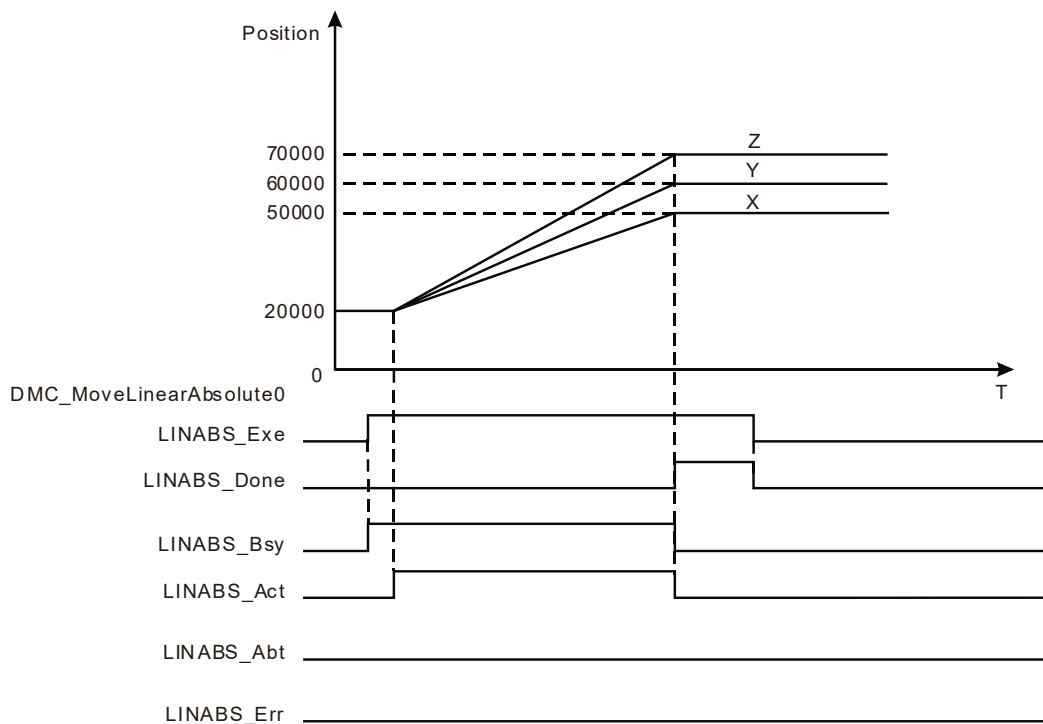 Position
Z
70000
Y
60000
X
50000
20000
0
T
DMC_MoveLinearAbsolute0
LINABS_Exe
LINABS_Done
LINABS_Bsy
LINABS_Act
LINABS_Abt
LINABS_Err